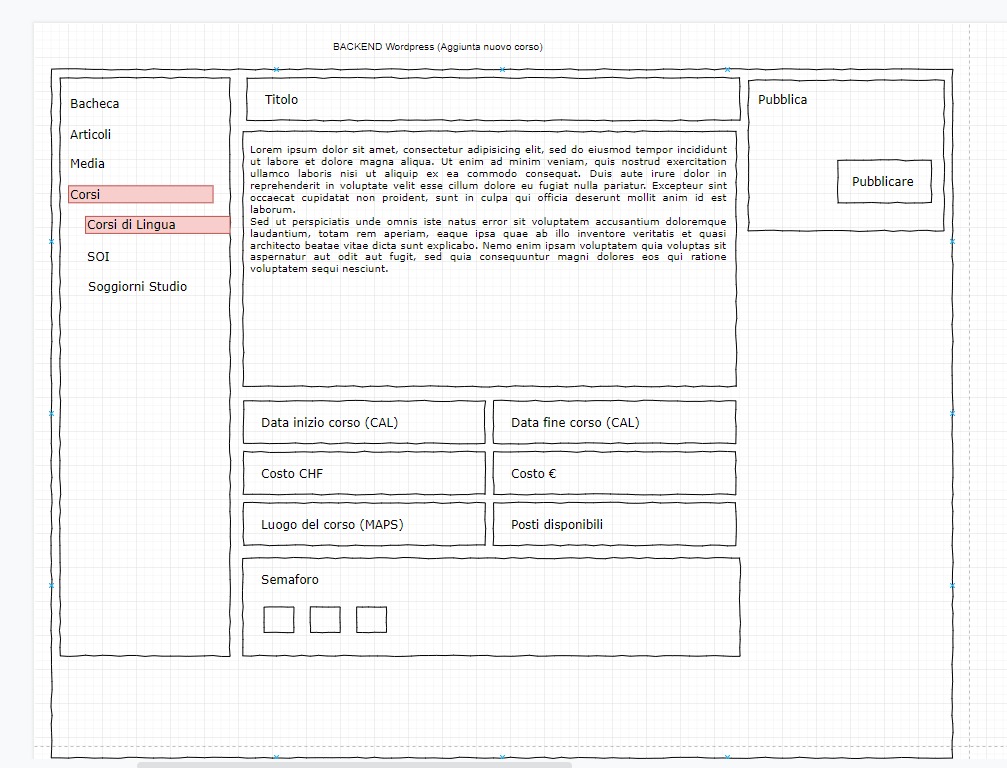 BACKEND Wordpress (Aggiunta nuovo corso)
Bacheca
Articoli
Media
Corsi
Corsi di Lingua
SOI
Soggiorni Studio
Titolo
Lorem ipsum dolor sit amet, consectetur adipisicing elit, sed do eiusmod tempor incididunt
ut labore et dolore magna aliqua. Ut enim ad minim veniam, quis nostrud exercitation
ullamco laboris nisi ut aliquip ex ea commodo consequat. Duis aute irure dolor in
reprehenderit in voluptate velit esse cillum dolore eu fugiat nulla pariatur. Excepteur sint
occaecat cupidatat non proident, sunt in culpa qui officia deserunt mollit anim id est
laborum.
Sed ut perspiciatis unde omnis iste natus error sit voluptatem accusantium doloremque
laudantium, totam rem aperiam, eaque ipsa quae ab illo inventore veritatis et quasi
architecto beatae vitae dicta sunt explicabo. Nemo enim ipsam voluptatem quia voluptas sit
aspernatur aut odit aut fugit, sed quia consequuntur magni dolores eos qui ratione
voluptatem sequi nesciunt.
Data inizio corso (CAL)
Data fine corso (CAL)
Costo CHF
Costo €
Luogo del corso (MAPS)
Posti disponibili
Semaforo
Pubblica
Pubblicare